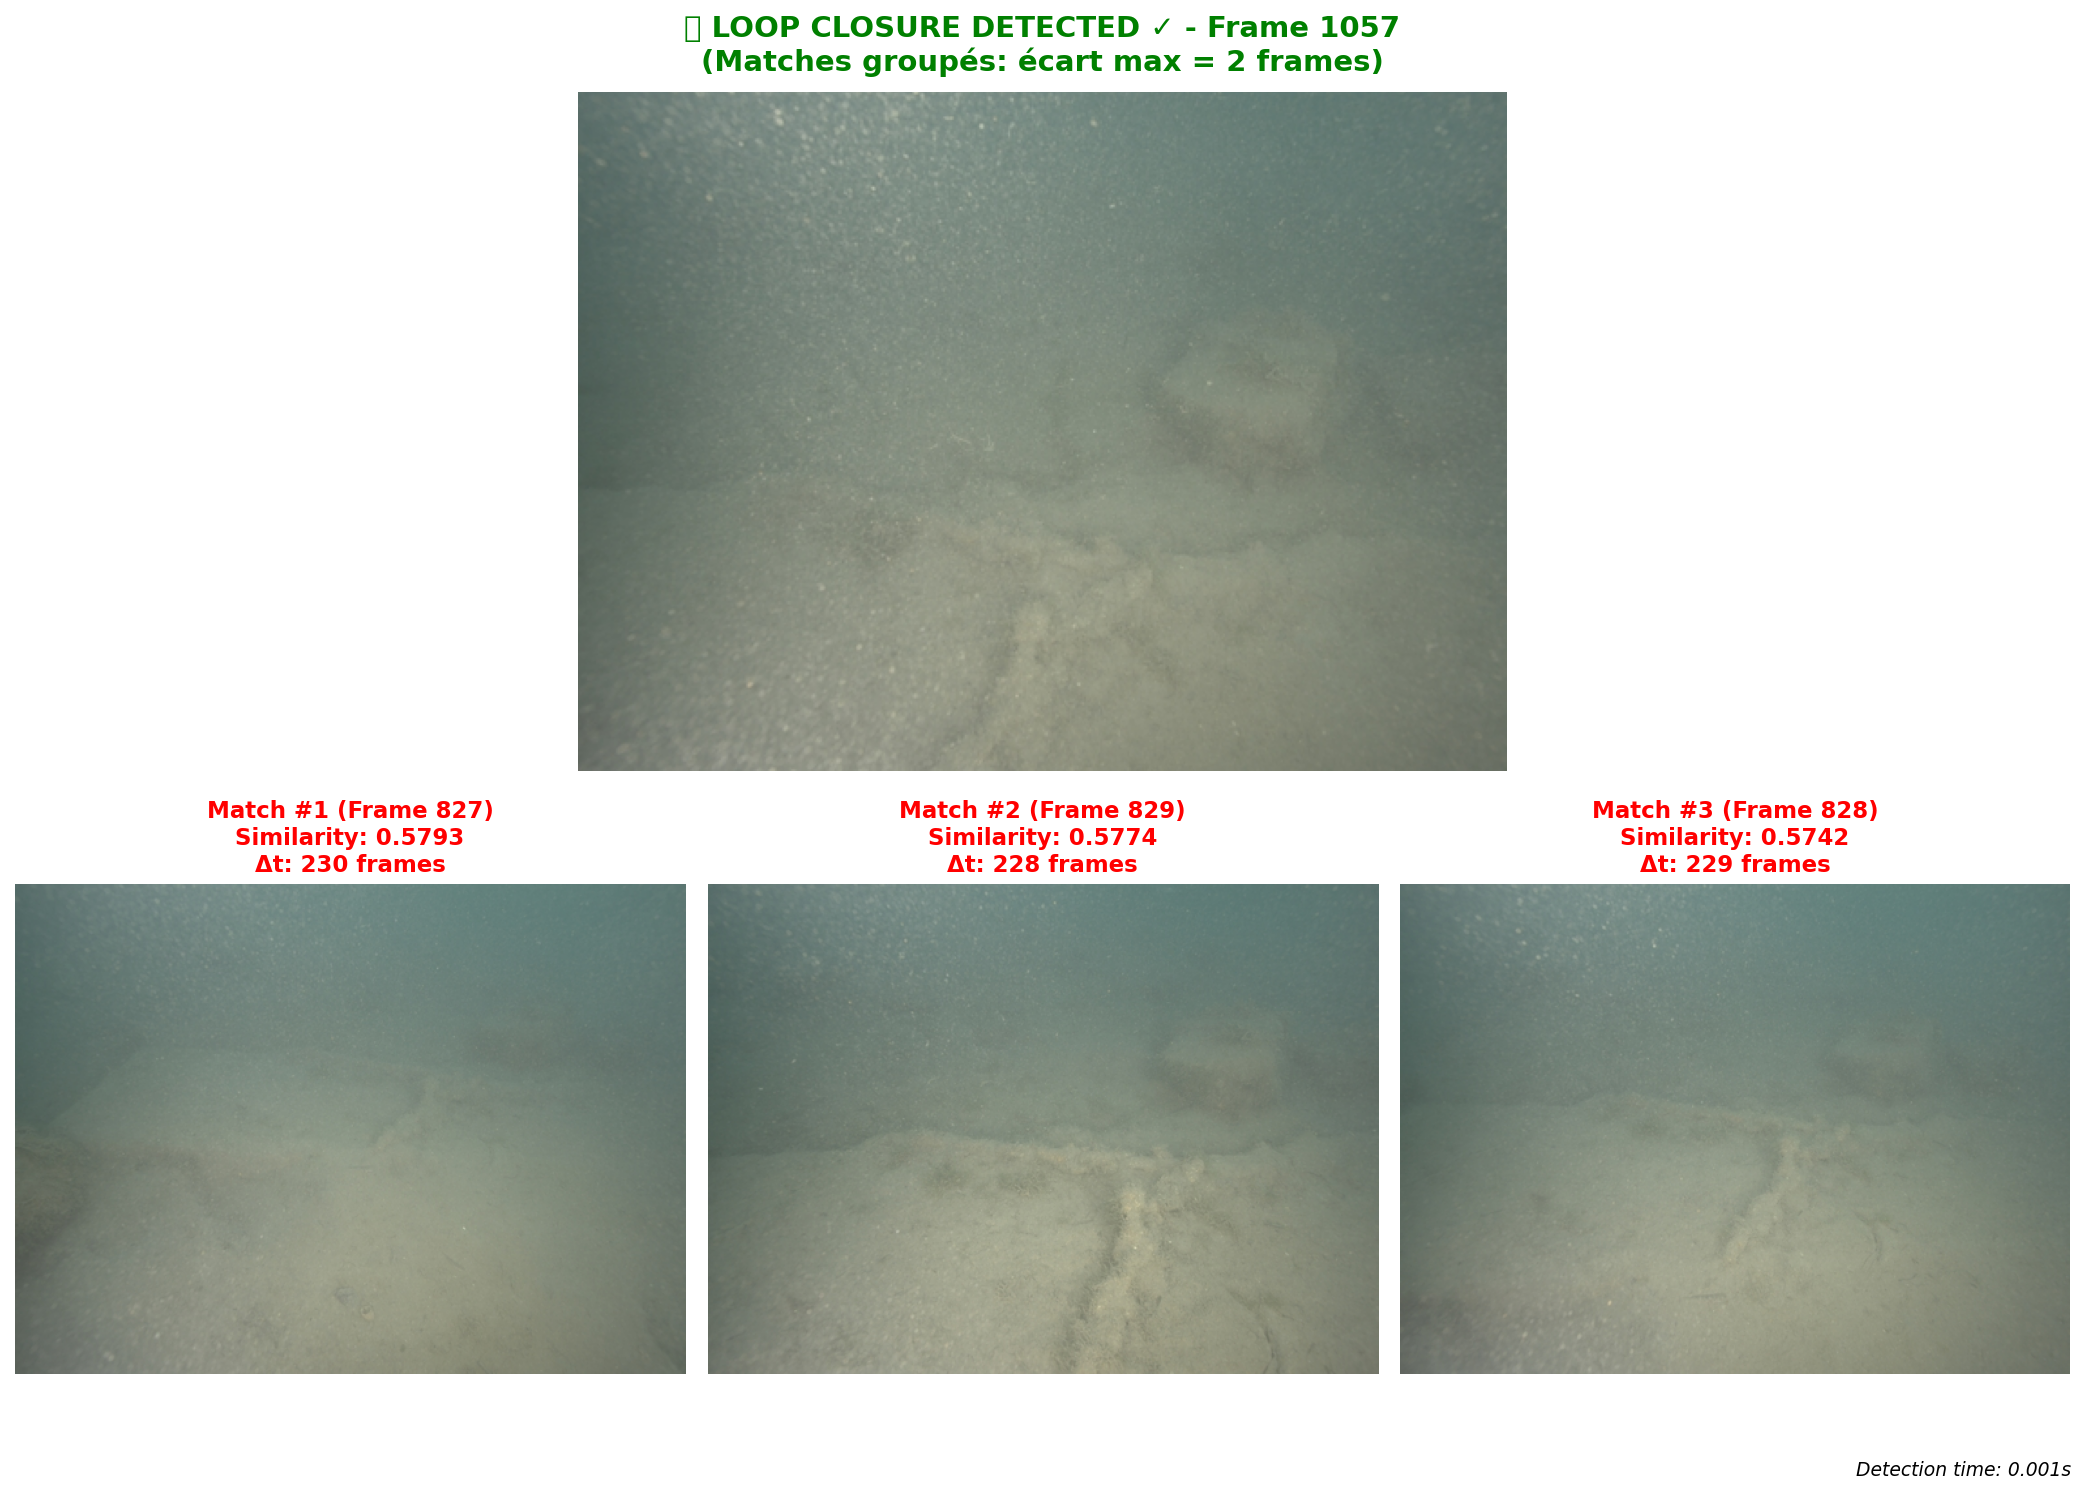 LOOP CLOSURE DETECTED ✓ - Frame 1057
(Matches groupés: écart max = 2 frames)
Match #1 (Frame 827)
Similarity: 0.5793
Δt: 230 frames
Match #2 (Frame 829)
Similarity: 0.5774
Δt: 228 frames
Match #3 (Frame 828)
Similarity: 0.5742
Δt: 229 frames
Detection time: 0.001s